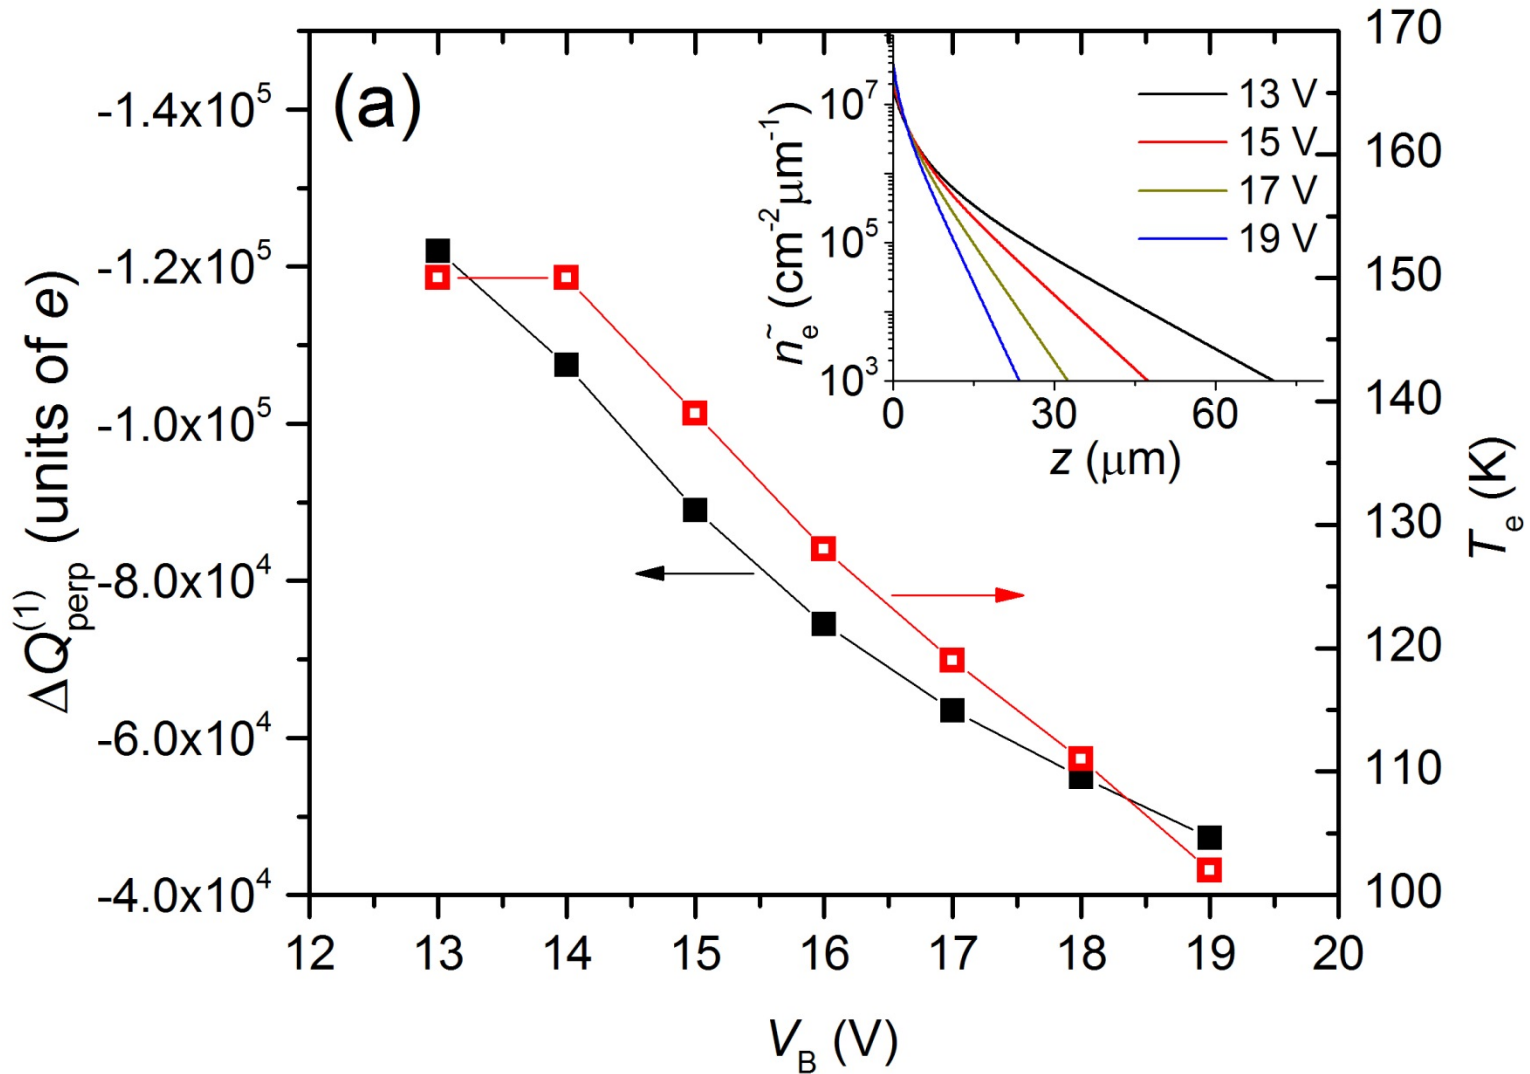 (a)
ΔQ_perp^(1) (units of e)
-1.4x10^5
-1.2x10^5
-1.0x10^5
-8.0x10^4
-6.0x10^4
-4.0x10^4
12 13 14 15 16 17 18 19 20
V_B (V)
170
160
150
140
130
120
110
100
T_e (K)
ñ_e (cm^-2 μm^-1)
10^7
10^5
10^3
0 30 60
z (μm)
13 V
15 V
17 V
19 V